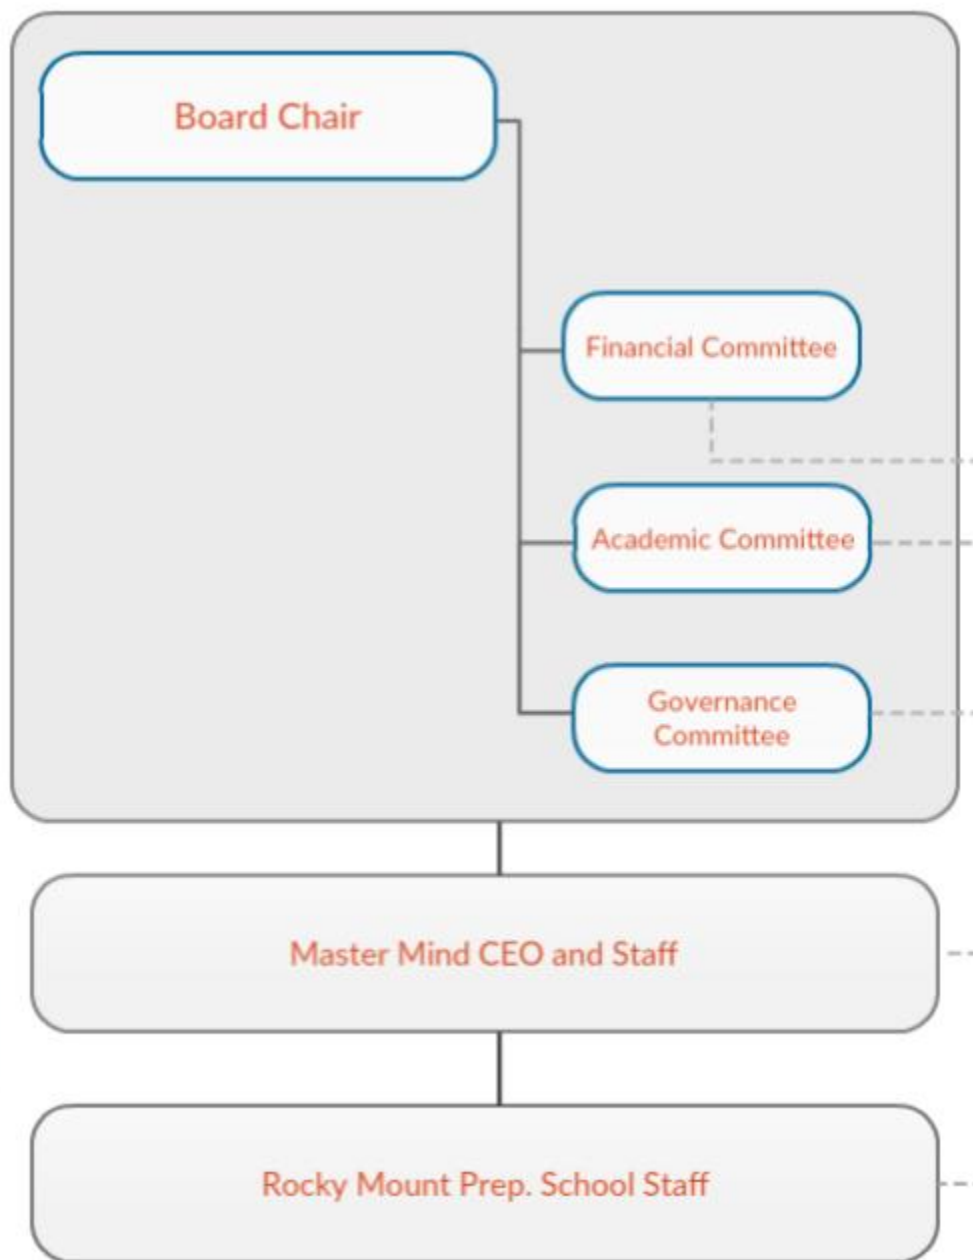 Board Chair
Financial Committee
Academic Committee
Governance
Committee
Master Mind CEO and Staff
Rocky Mount Prep. School Staff